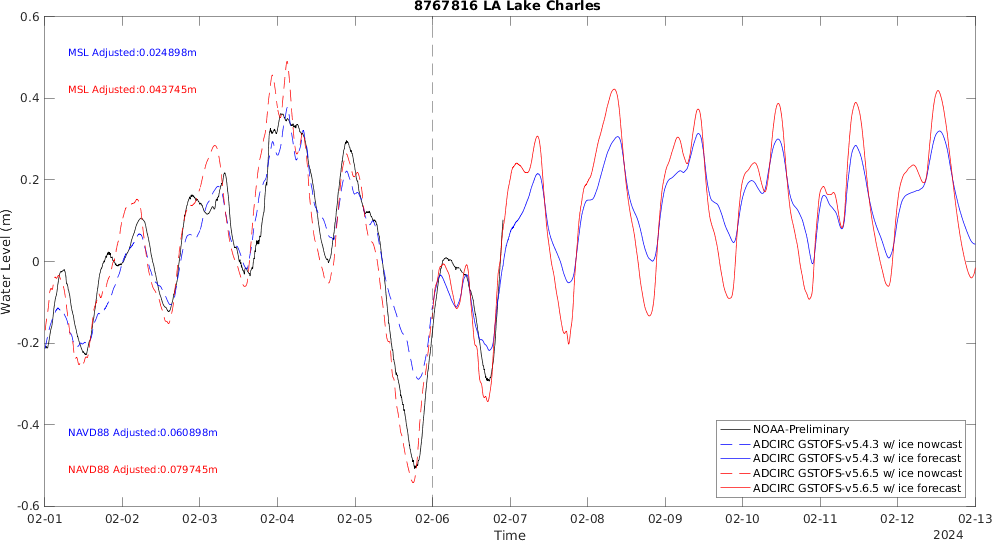 8767816 LA Lake Charles
0.6
MSL Adjusted:0.024898m
MSL Adjusted:0.043745m
0.4
0.2
0
-0.2
-0.4
-0.6
Water Level (m)
NAVD88 Adjusted:0.060898m
NAVD88 Adjusted:0.079745m
NOAA-Preliminary
ADCIRC GSTOFS-v5.4.3 w/ ice nowcast
ADCIRC GSTOFS-v5.4.3 w/ ice forecast
ADCIRC GSTOFS-v5.6.5 w/ ice nowcast
ADCIRC GSTOFS-v5.6.5 w/ ice forecast
02-01 02-02 02-03 02-04 02-05 02-06 02-07 02-08 02-09 02-10 02-11 02-12 02-13
Time
2024